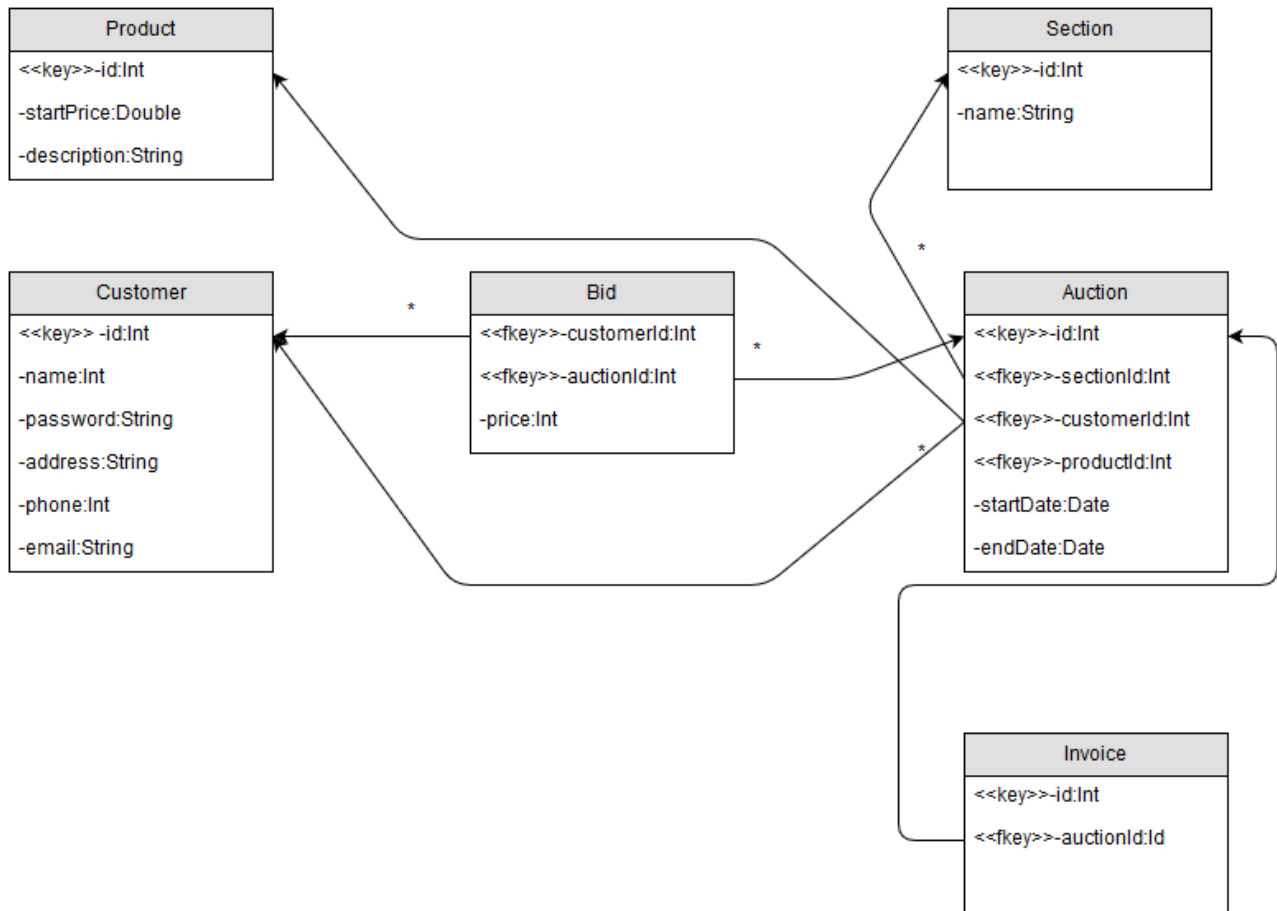 Product
<<key>>-id:Int
-startPrice:Double
-description:String
Section
<<key>>-id:Int
-name:String
*
Customer
<<key>> -id:Int
-name:Int
-password:String
-address:String
-phone:Int
-email:String
*
Bid
<<fkey>>-customerId:Int
<<fkey>>-auctionId:Int
-price:Int
*
Auction
<<key>>-id:Int
<<fkey>>-sectionId:Int
<<fkey>>-customerId:Int
<<fkey>>-productId:Int
-startDate:Date
-endDate:Date
*
Invoice
<<key>>-id:Int
<<fkey>>-auctionId:Id